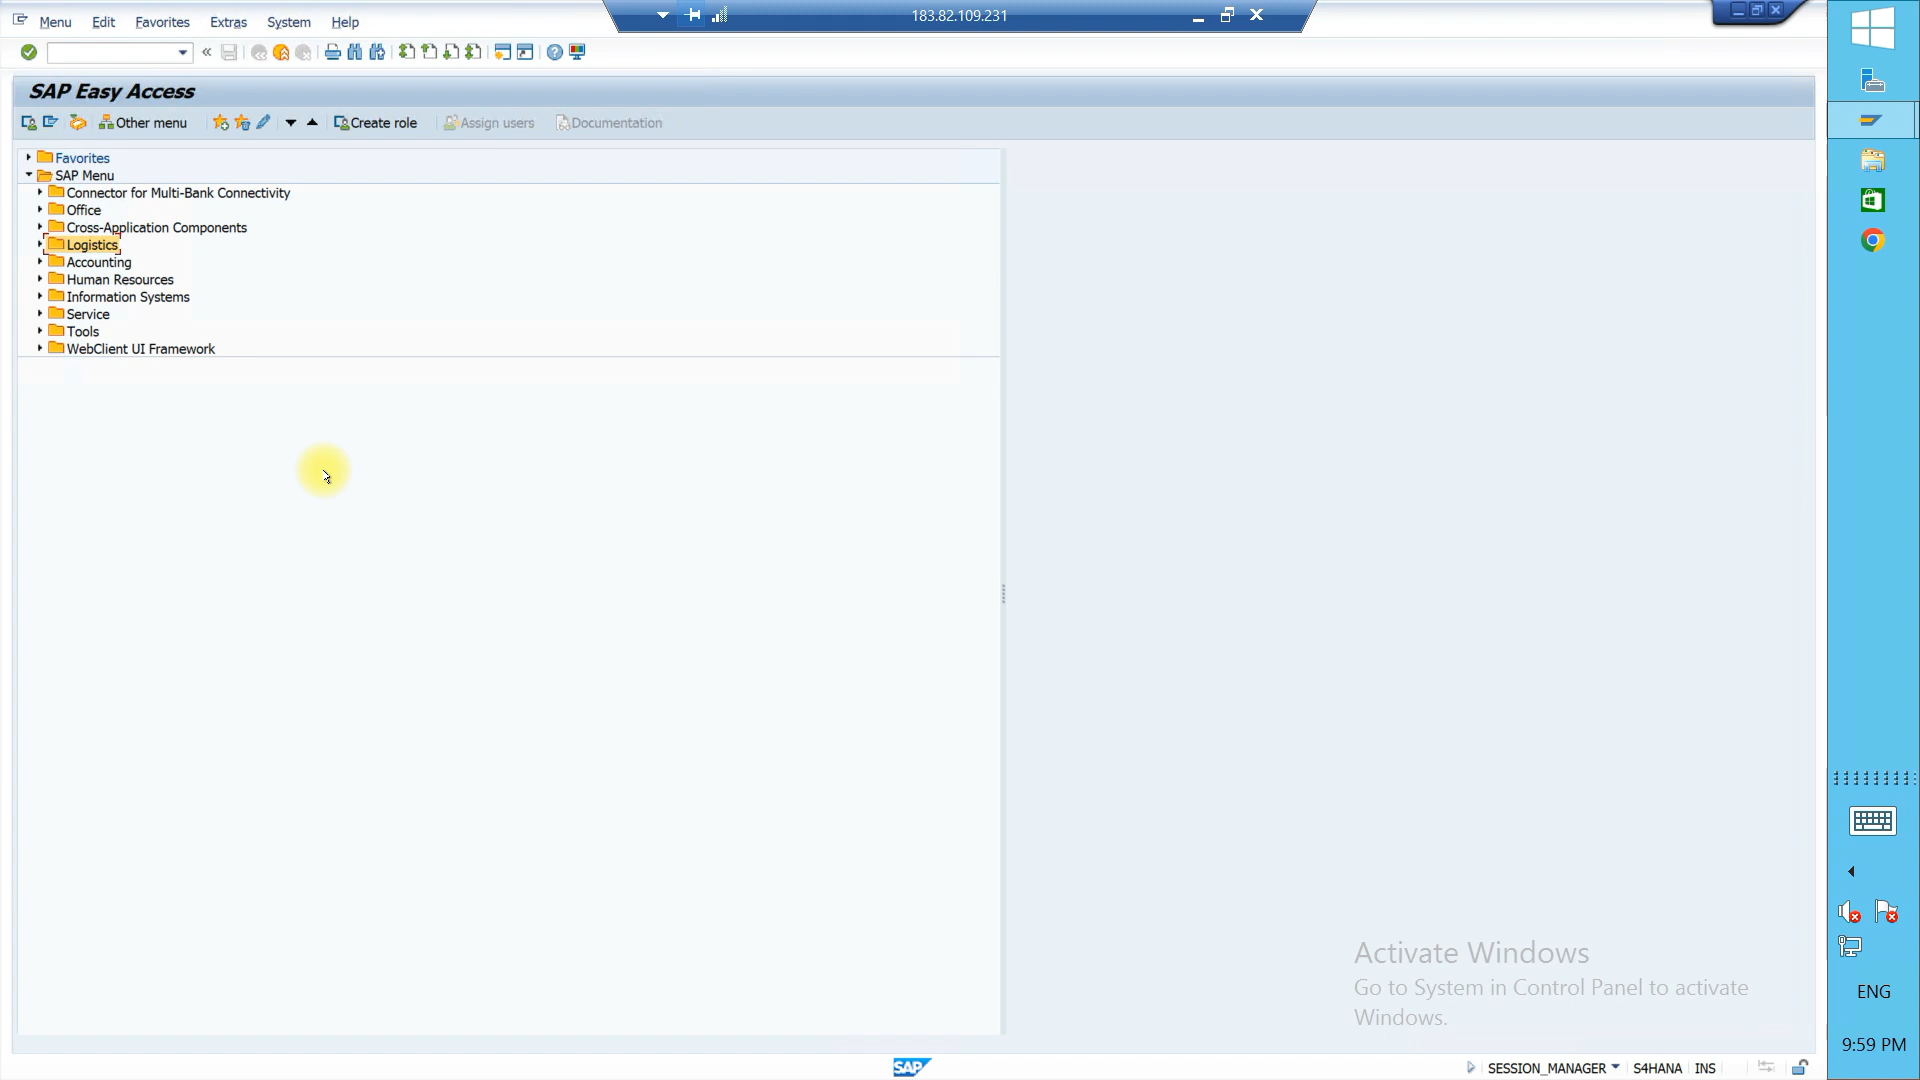 Menu Edit Favorites Extras System Help
183.82.109.231
SAP Easy Access
Other menu Create role Assign users Documentation
Favorites
SAP Menu
Connector for Multi-Bank Connectivity
Office
Cross-Application Components
Logistics
Accounting
Human Resources
Information Systems
Service
Tools
WebClient UI Framework
Activate Windows
Go to System in Control Panel to activate
Windows.
ENG
9:59 PM
SAP
SESSION_MANAGER S4HANA INS